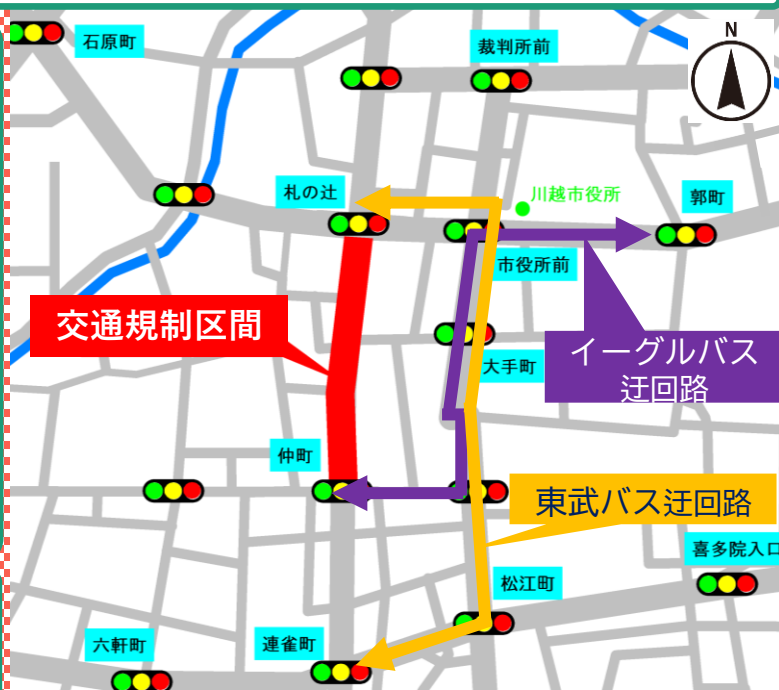 石原町
裁判所前
N
札の辻
川越市役所
郭町
市役所前
交通規制区間
大手町
イーグルバス
迂回路
仲町
東武バス迂回路
喜多院入口
松江町
六軒町
連雀町